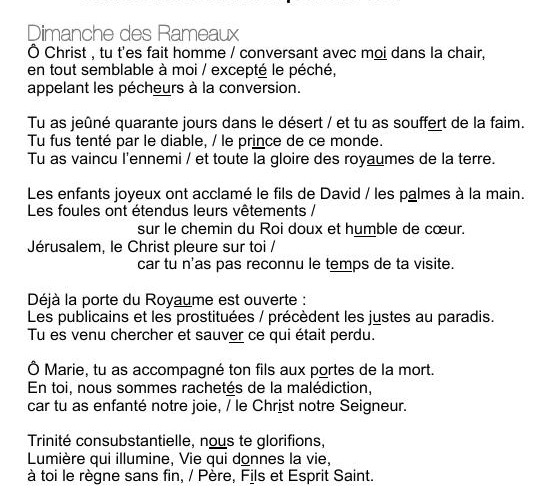 Dimanche des Rameaux
Ô Christ , tu t'es fait homme / conversant avec moi dans la chair,
en tout semblable à moi / excepté le péché,
appelant les pécheurs à la conversion.
Tu as jeûné quarante jours dans le désert / et tu as souffert de la faim.
Tu fus tenté par le diable, / le prince de ce monde.
Tu as vaincu l'ennemi / et toute la gloire des royaumes de la terre.
Les enfants joyeux ont acclamé le fils de David / les palmes à la main.
Les foules ont étendus leurs vêtements /
sur le chemin du Roi doux et humble de cœur.
Jérusalem, le Christ pleure sur toi /
car tu n'as pas reconnu le temps de ta visite.
Déjà la porte du Royaume est ouverte :
Les publicains et les prostituées / précèdent les justes au paradis.
Tu es venu chercher et sauver ce qui était perdu.
Ô Marie, tu as accompagné ton fils aux portes de la mort.
En toi, nous sommes rachetés de la malédiction,
car tu as enfanté notre joie, / le Christ notre Seigneur.
Trinité consubstantielle, nous te glorifions,
Lumière qui illumine, Vie qui donnes la vie,
à toi le règne sans fin, / Père, Fils et Esprit Saint.